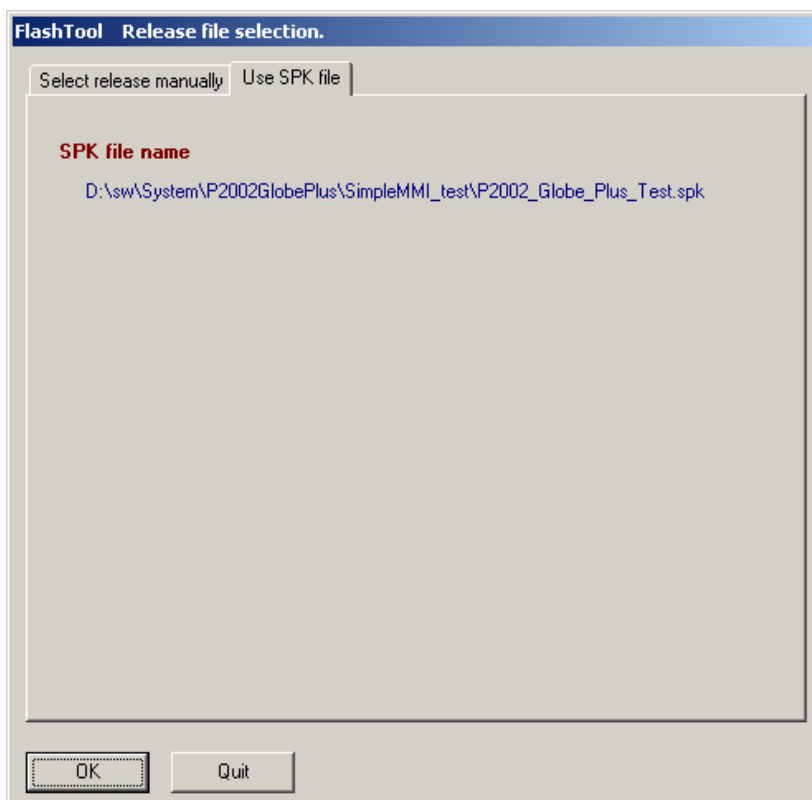 FlashTool Release file selection.
Select release manually Use SPK file
SPK file name
D:\sw\System\P2002GlobePlus\SimpleMMI_test\P2002_Globe_Plus_Test.spk
OK Quit